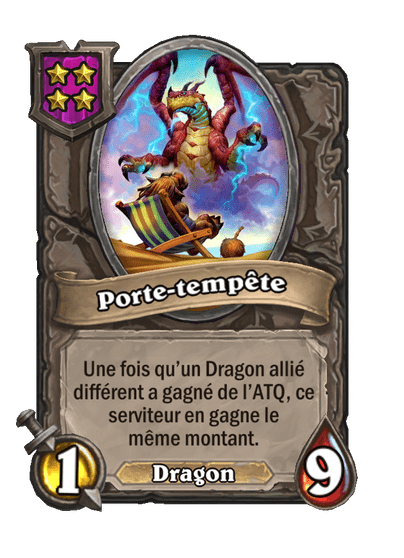 Porte-tempête
Une fois qu’un Dragon allié
différent a gagné de l’ATQ, ce
serviteur en gagne le
même montant.
1
Dragon
9